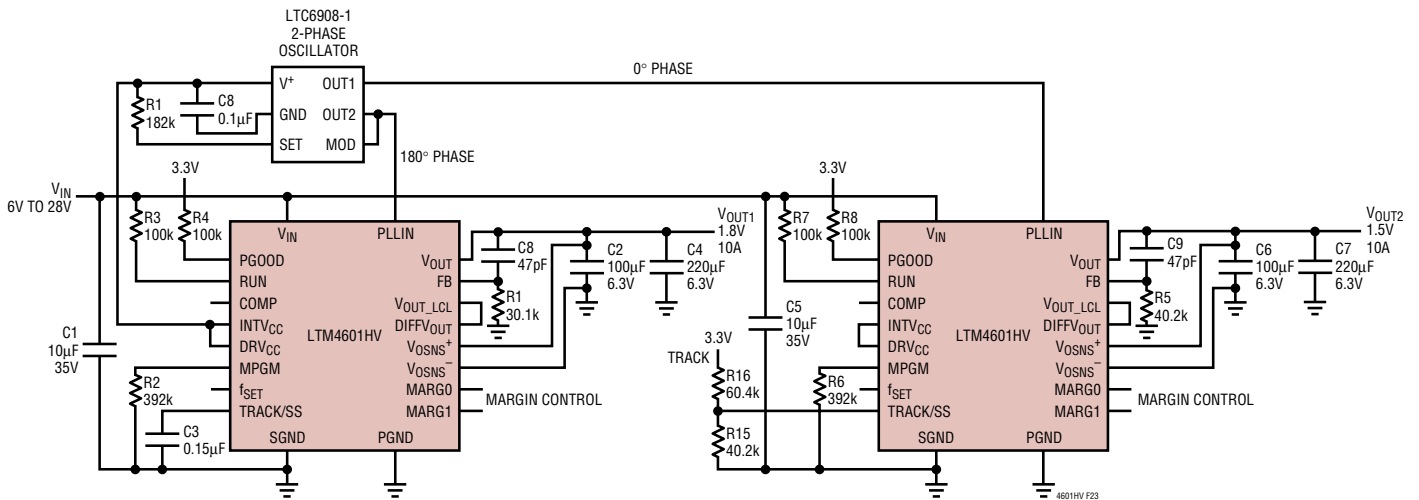 LTC6908-1
2-PHASE
OSCILLATOR
V+
OUT1
GND
OUT2
SET
MOD
R1
182k
C8
0.1µF
0° PHASE
180° PHASE
VIN
6V TO 28V
3.3V
R3
100k
R4
100k
C1
10µF
35V
R2
392k
C3
0.15µF
VIN
PLLIN
PGOOD
RUN
COMP
INTVCC
DRVCC
MPGM
fSET
TRACK/SS
SGND
PGND
LTM4601HV
VOUT
FB
VOUT_LCL
DIFFVOUT
VOSNS+
VOSNS–
MARG0
MARG1
MARGIN CONTROL
C8
47pF
R1
30.1k
C2
100µF
6.3V
C4
220µF
6.3V
VOUT1
1.8V
10A
3.3V
R7
100k
R8
100k
C5
10µF
35V
3.3V
TRACK
R16
60.4k
R15
40.2k
R6
392k
VIN
PLLIN
PGOOD
RUN
COMP
INTVCC
DRVCC
MPGM
fSET
TRACK/SS
SGND
PGND
LTM4601HV
VOUT
FB
VOUT_LCL
DIFFVOUT
VOSNS+
VOSNS–
MARG0
MARG1
MARGIN CONTROL
C9
47pF
R5
40.2k
C6
100µF
6.3V
C7
220µF
6.3V
VOUT2
1.5V
10A
4601HV F23